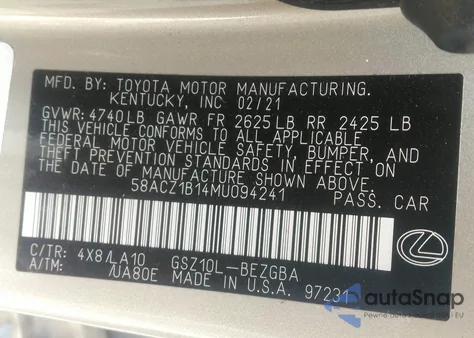 MFD. BY: TOYOTA MOTOR MANUFACTURING.
KENTUCKY, INC 02/21
GVWR: 4740LB GAWR FR 2625LB RR 2425 LB
THIS VEHICLE CONFORMS TO ALL APPLICABLE
FEDERAL MOTOR VEHICLE SAFETY, BUMPER, AND
THEFT PREVENTION STANDARDS IN EFFECT ON
THE DATE OF MANUFACTURE SHOWN ABOVE.
58ACZ1B14MU094241 PASS. CAR
C/TR: 4X8/LA10 GSZ10L-BEZGBA
A/TM: /UA80E MADE IN U.S.A. 97231
autaSnap